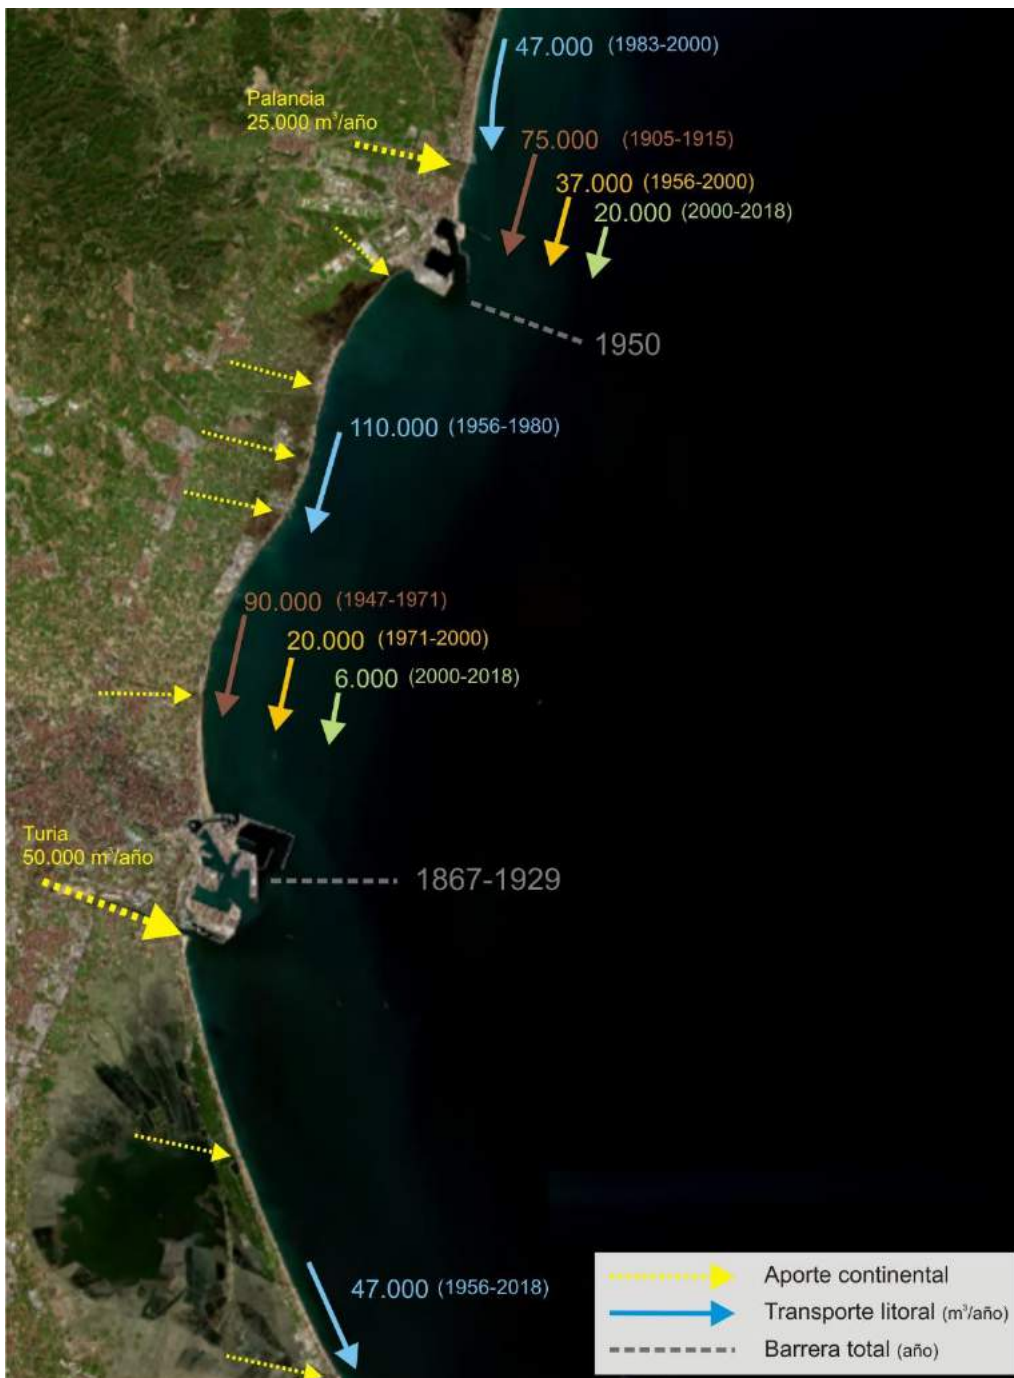 47.000 (1983-2000)
Palancia
25.000 m³/año
75.000 (1905-1915)
37.000 (1956-2000)
20.000 (2000-2018)
1950
110.000 (1956-1980)
90.000 (1947-1971)
20.000 (1971-2000)
6.000 (2000-2018)
Turia
50.000 m³/año
1867-1929
47.000 (1956-2018)
Aporte continental
Transporte litoral (m³/año)
Barrera total (año)